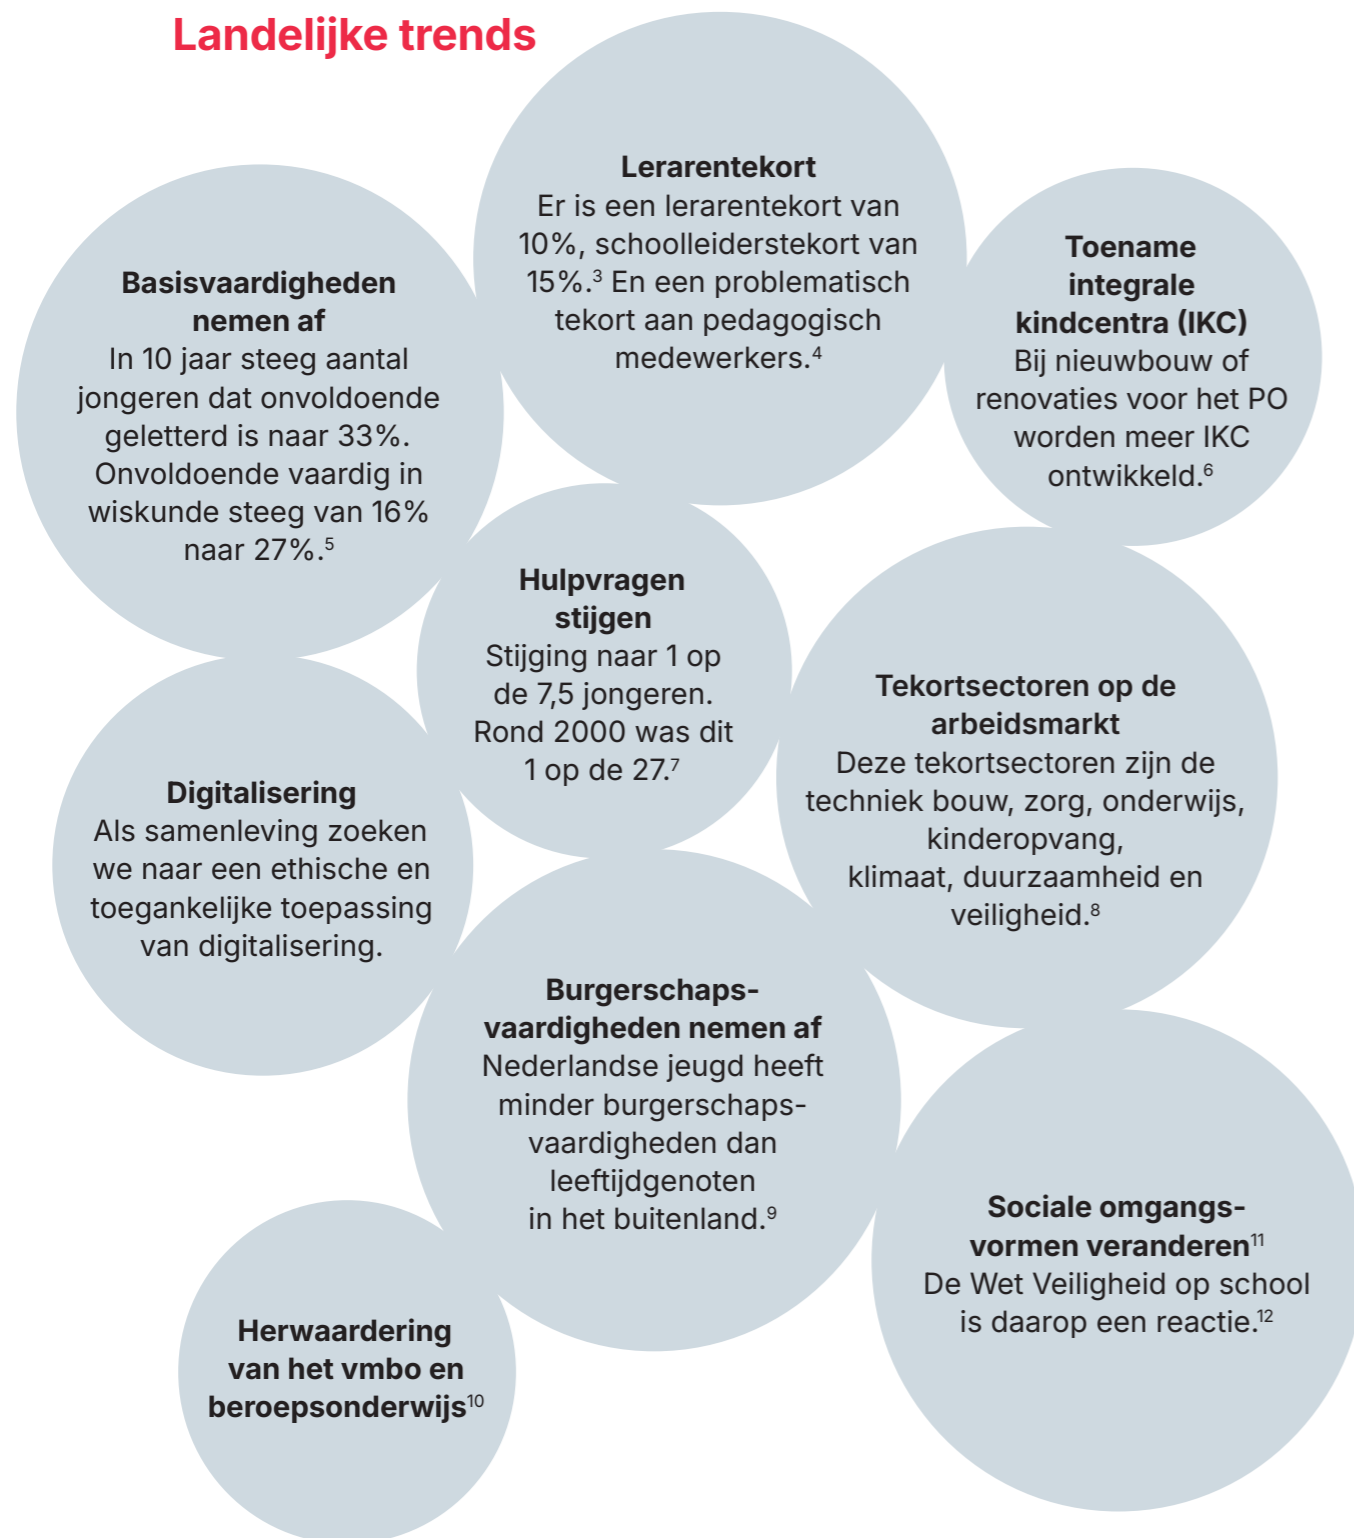 Landelijke trends
Lerarentekort
Er is een lerarentekort van
10%, schoolleiderstekort van
15%.³ En een problematisch
tekort aan pedagogisch
medewerkers.⁴
Toename
integrale
kindcentra (IKC)
Bij nieuwbouw of
renovaties voor het PO
worden meer IKC
ontwikkeld.⁶
Basisvaardigheden
nemen af
In 10 jaar steeg aantal
jongeren dat onvoldoende
geletterd is naar 33%.
Onvoldoende vaardig in
wiskunde steeg van 16%
naar 27%.⁵
Hulpvragen
stijgen
Stijging naar 1 op
de 7,5 jongeren.
Rond 2000 was dit
1 op de 27.⁷
Tekortsectoren op de
arbeidsmarkt
Deze tekortsectoren zijn de
techniek bouw, zorg, onderwijs,
kinderopvang,
klimaat, duurzaamheid en
veiligheid.⁸
Digitalisering
Als samenleving zoeken
we naar een ethische en
toegankelijke toepassing
van digitalisering.
Burgerschaps-
vaardigheden nemen af
Nederlandse jeugd heeft
minder burgerschaps-
vaardigheden dan
leeftijdgenoten
in het buitenland.⁹
Sociale omgangs-
vormen veranderen¹¹
De Wet Veiligheid op school
is daarop een reactie.¹²
Herwaardering
van het vmbo en
beroepsonderwijs¹⁰